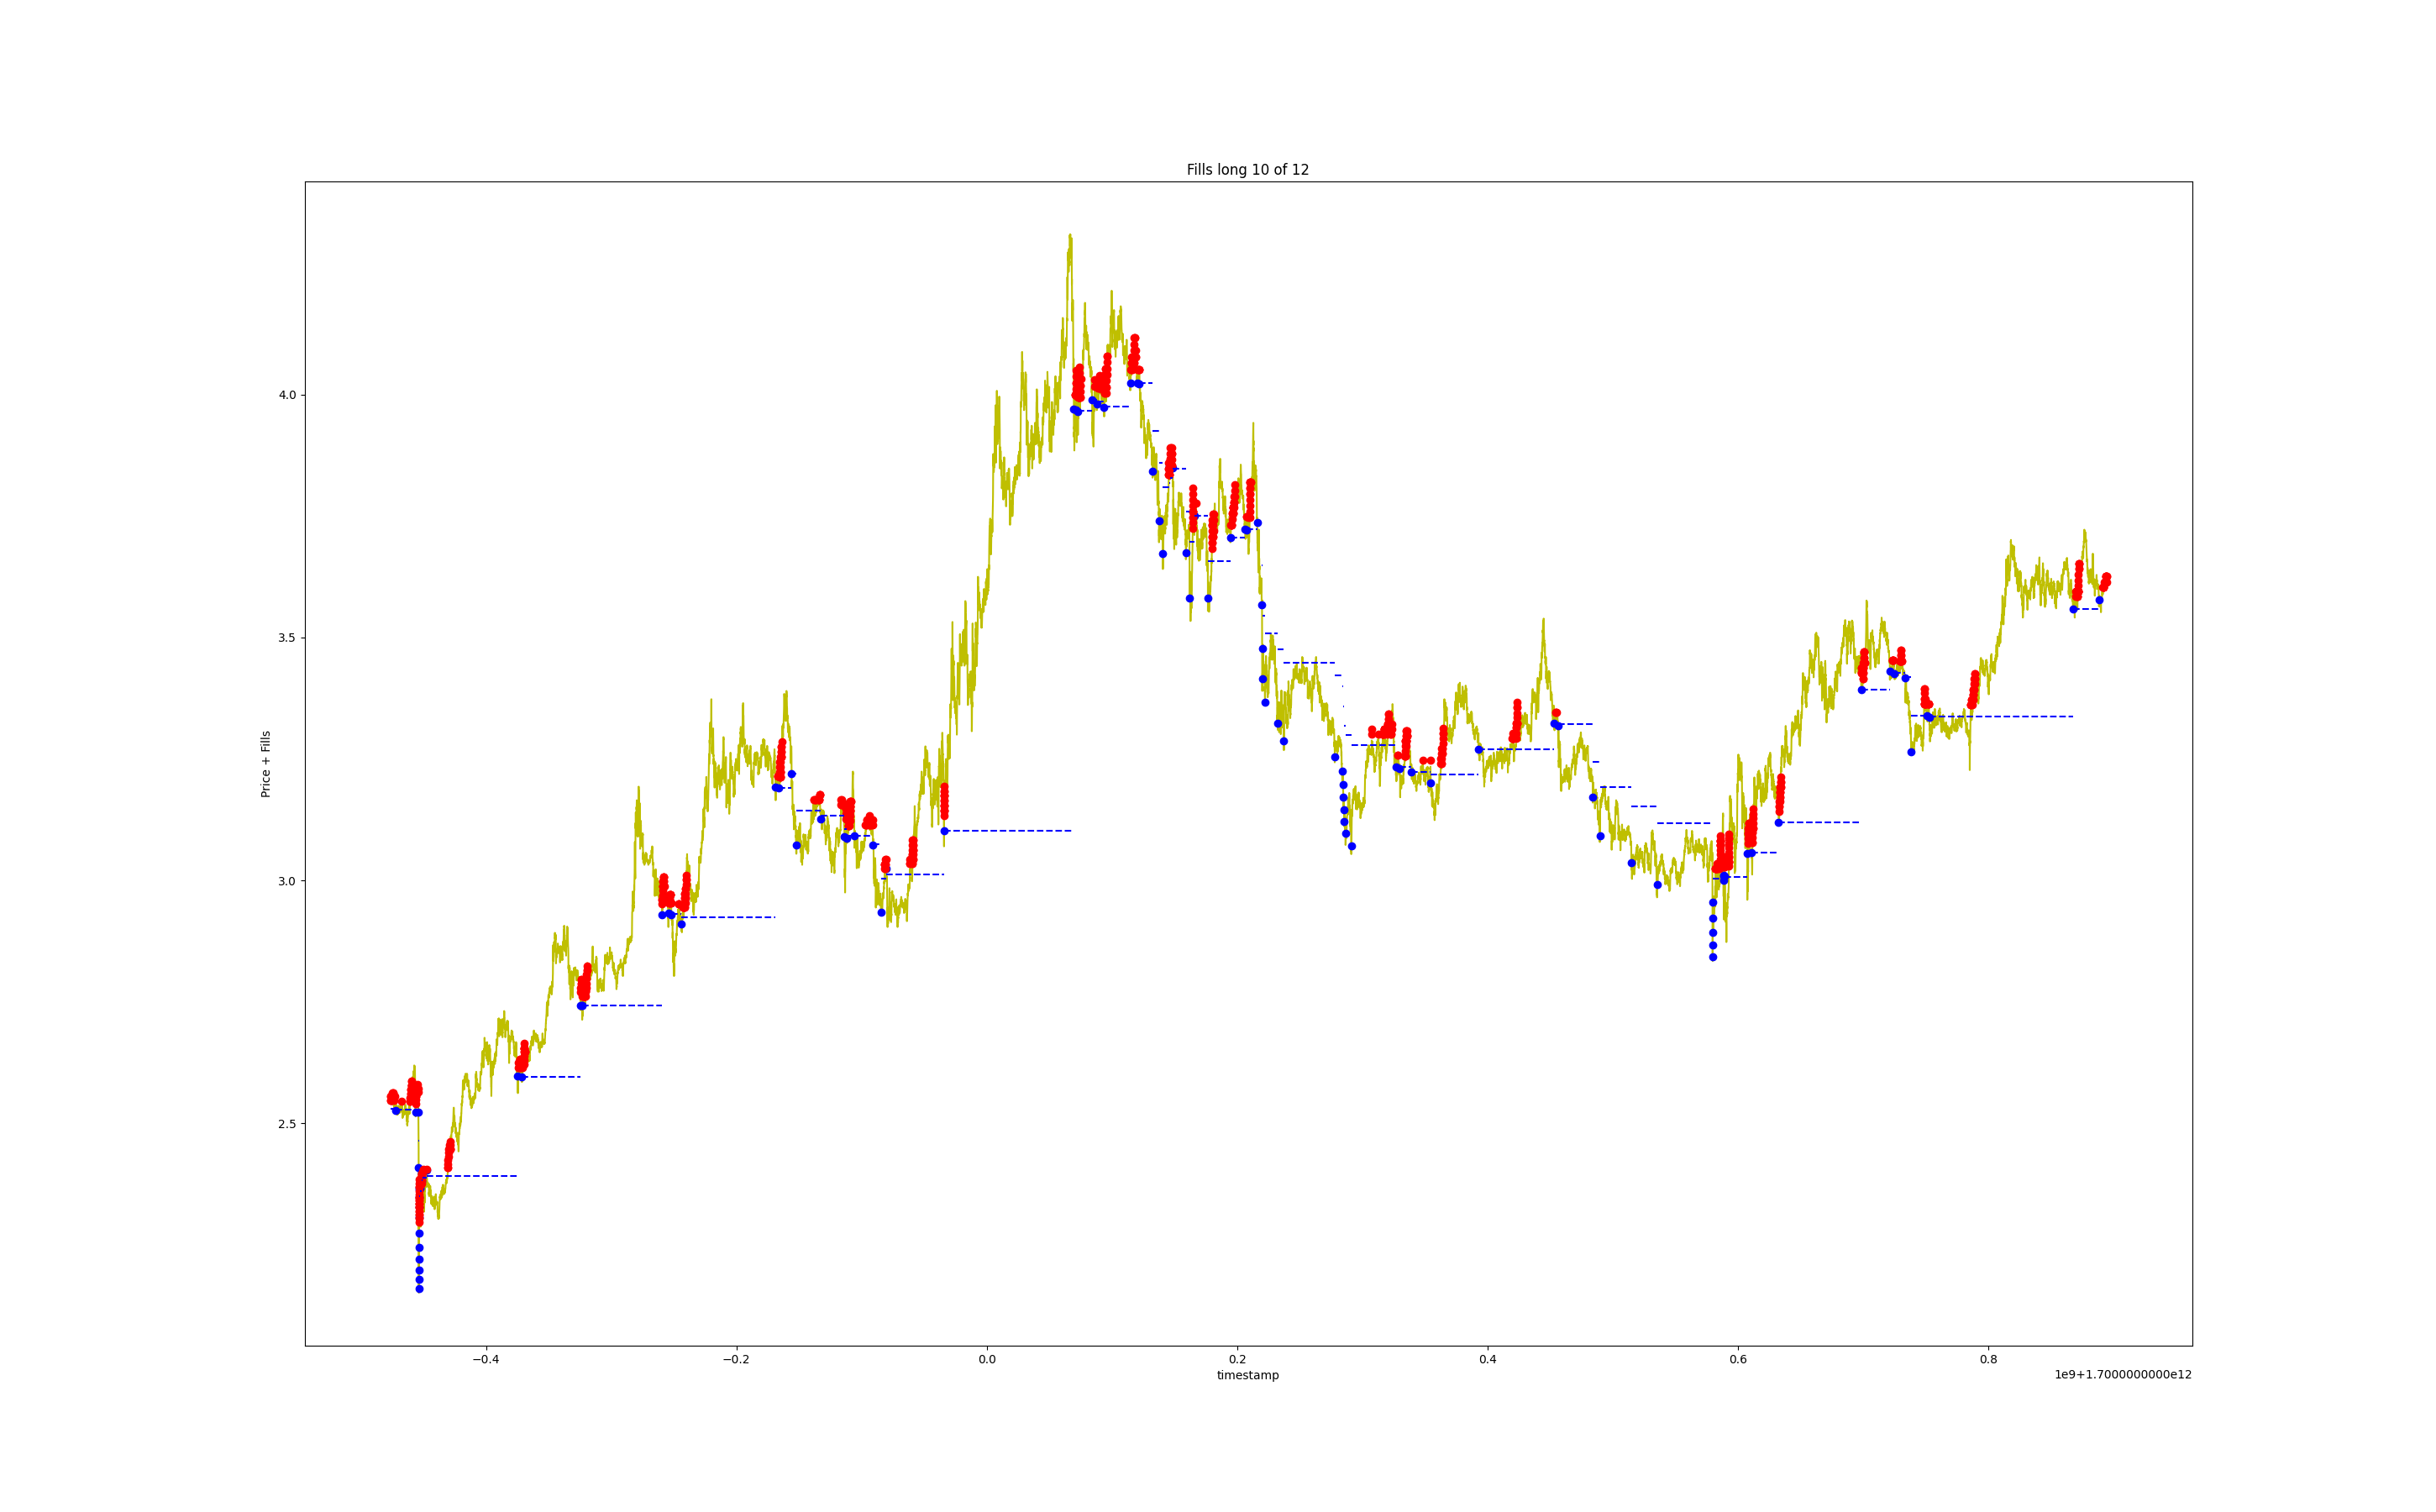 Fills long 10 of 12
Price + Fills
4.0
3.5
3.0
2.5
−0.4 −0.2 0.0 0.2 0.4 0.6 0.8
timestamp
1e9+1.7000000000e12